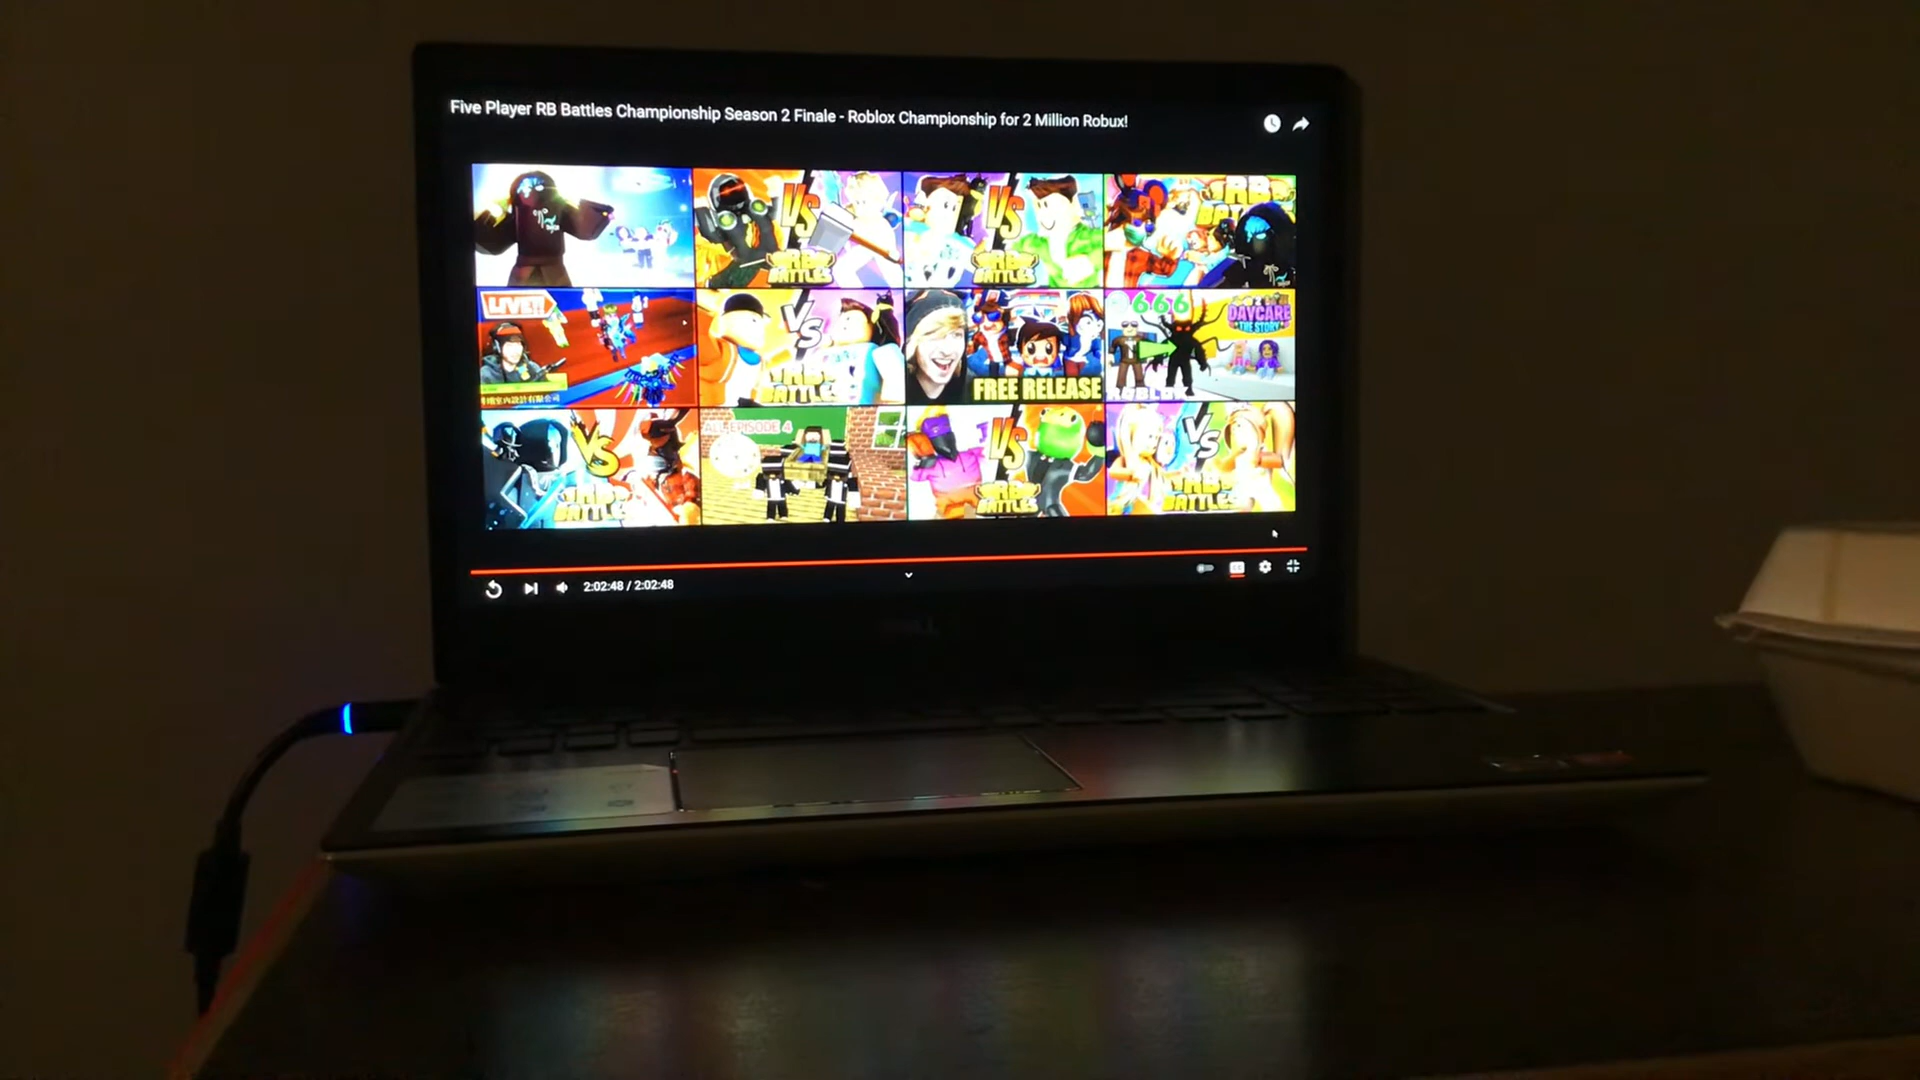 Five Player RB Battles Championship Season 2 Finale - Roblox Championship for 2 Million Robux!
VS
RB
BATTLES
VS
RB
BATTLES
RB
LIVE!!
VS
RB
BATTLES
FREE RELEASE
666
DAYCARE
THE STORY
ROBLOX
VS
RB
BATTLES
ALL EPISODE 4
VS
RB
BATTLES
VS
RB
BATTLES
2:02:48 / 2:02:48